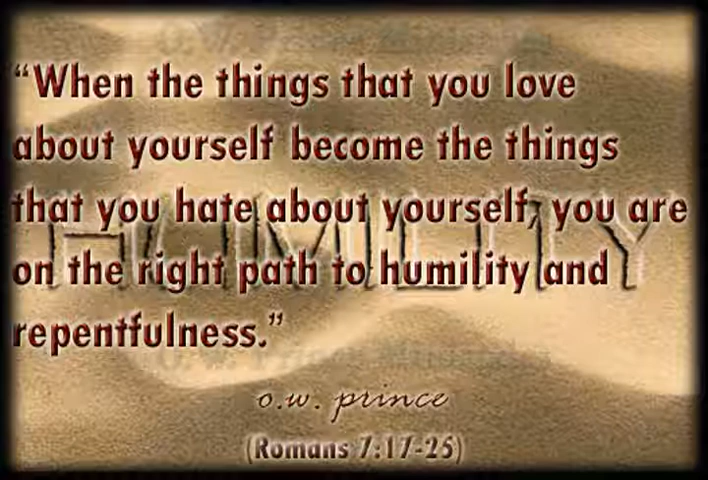 “When the things that you love
about yourself become the things
that you hate about yourself, you are
on the right path to humility and
repentfulness.”
HUMILITY
o.w. prince
(Romans 7:17-25)